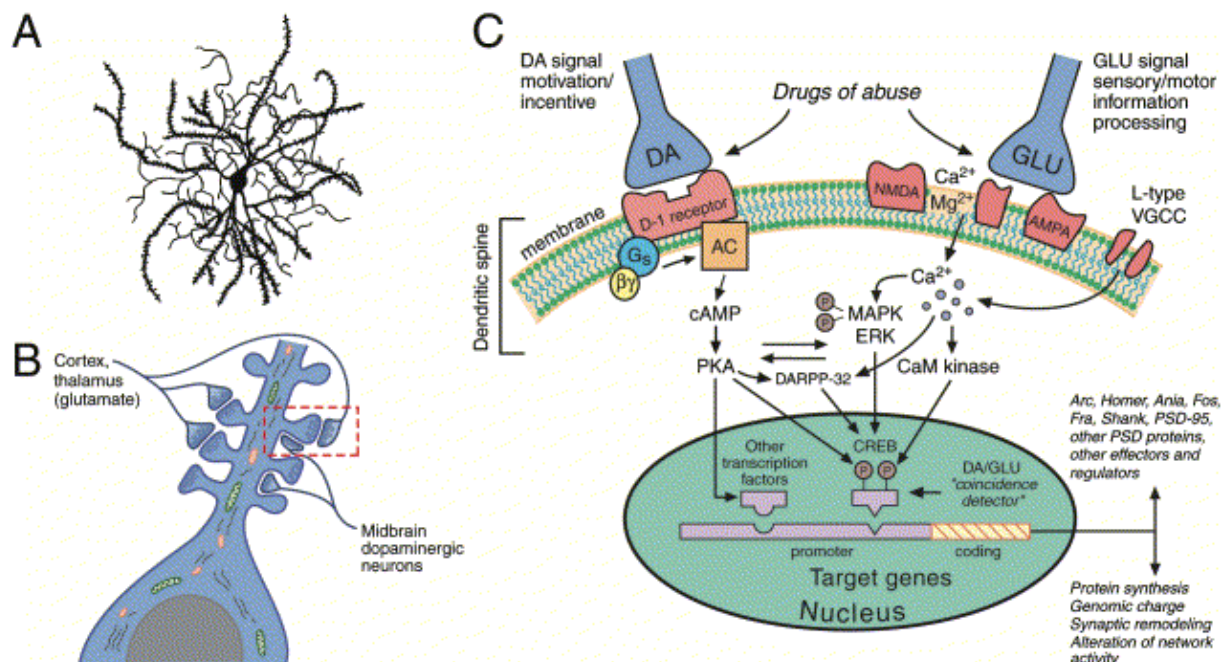 A
B
Cortex,
thalamus
(glutamate)
Midbrain
dopaminergic
neurons
C
DA signal
motivation/
incentive
Drugs of abuse
GLU signal
sensory/motor
information
processing
DA
GLU
D-1 receptor
NMDA
Ca2+
Mg2+
AMPA
L-type
VGCC
membrane
Dendritic spine
Gs
βγ
AC
cAMP
PKA
P
P
MAPK
ERK
Ca2+
DARPP-32
CaM kinase
CREB
P
P
Other
transcription
factors
DA/GLU
"coincidence
detector"
promoter
coding
Target genes
Nucleus
Arc, Homer, Ania, Fos,
Fra, Shank, PSD-95,
other PSD proteins,
other effectors and
regulators
Protein synthesis
Genomic charge
Synaptic remodeling
Alteration of network
activity